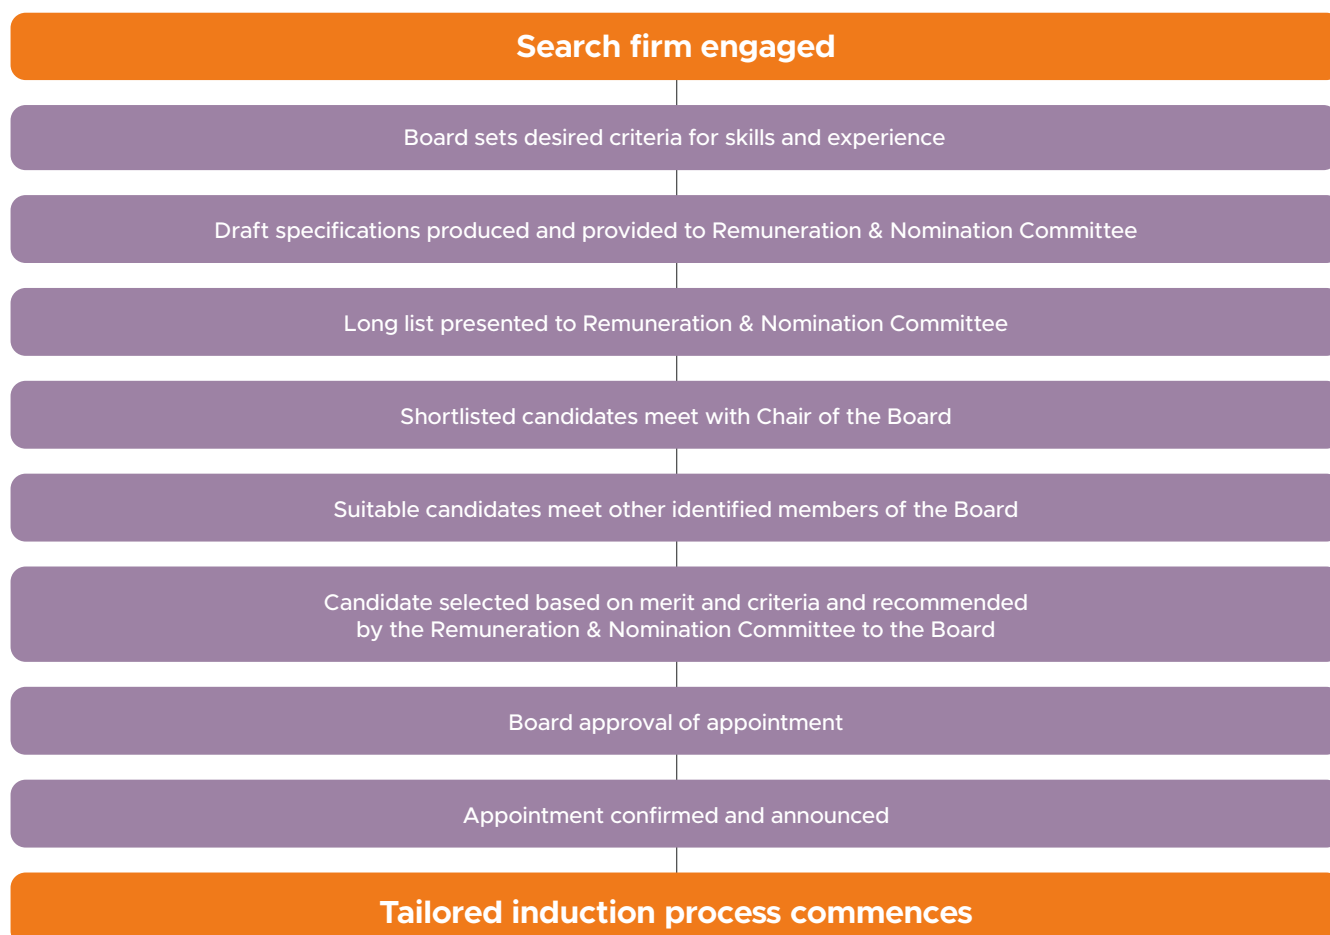 Search firm engaged
Board sets desired criteria for skills and experience
Draft specifications produced and provided to Remuneration & Nomination Committee
Long list presented to Remuneration & Nomination Committee
Shortlisted candidates meet with Chair of the Board
Suitable candidates meet other identified members of the Board
Candidate selected based on merit and criteria and recommended
by the Remuneration & Nomination Committee to the Board
Board approval of appointment
Appointment confirmed and announced
Tailored induction process commences